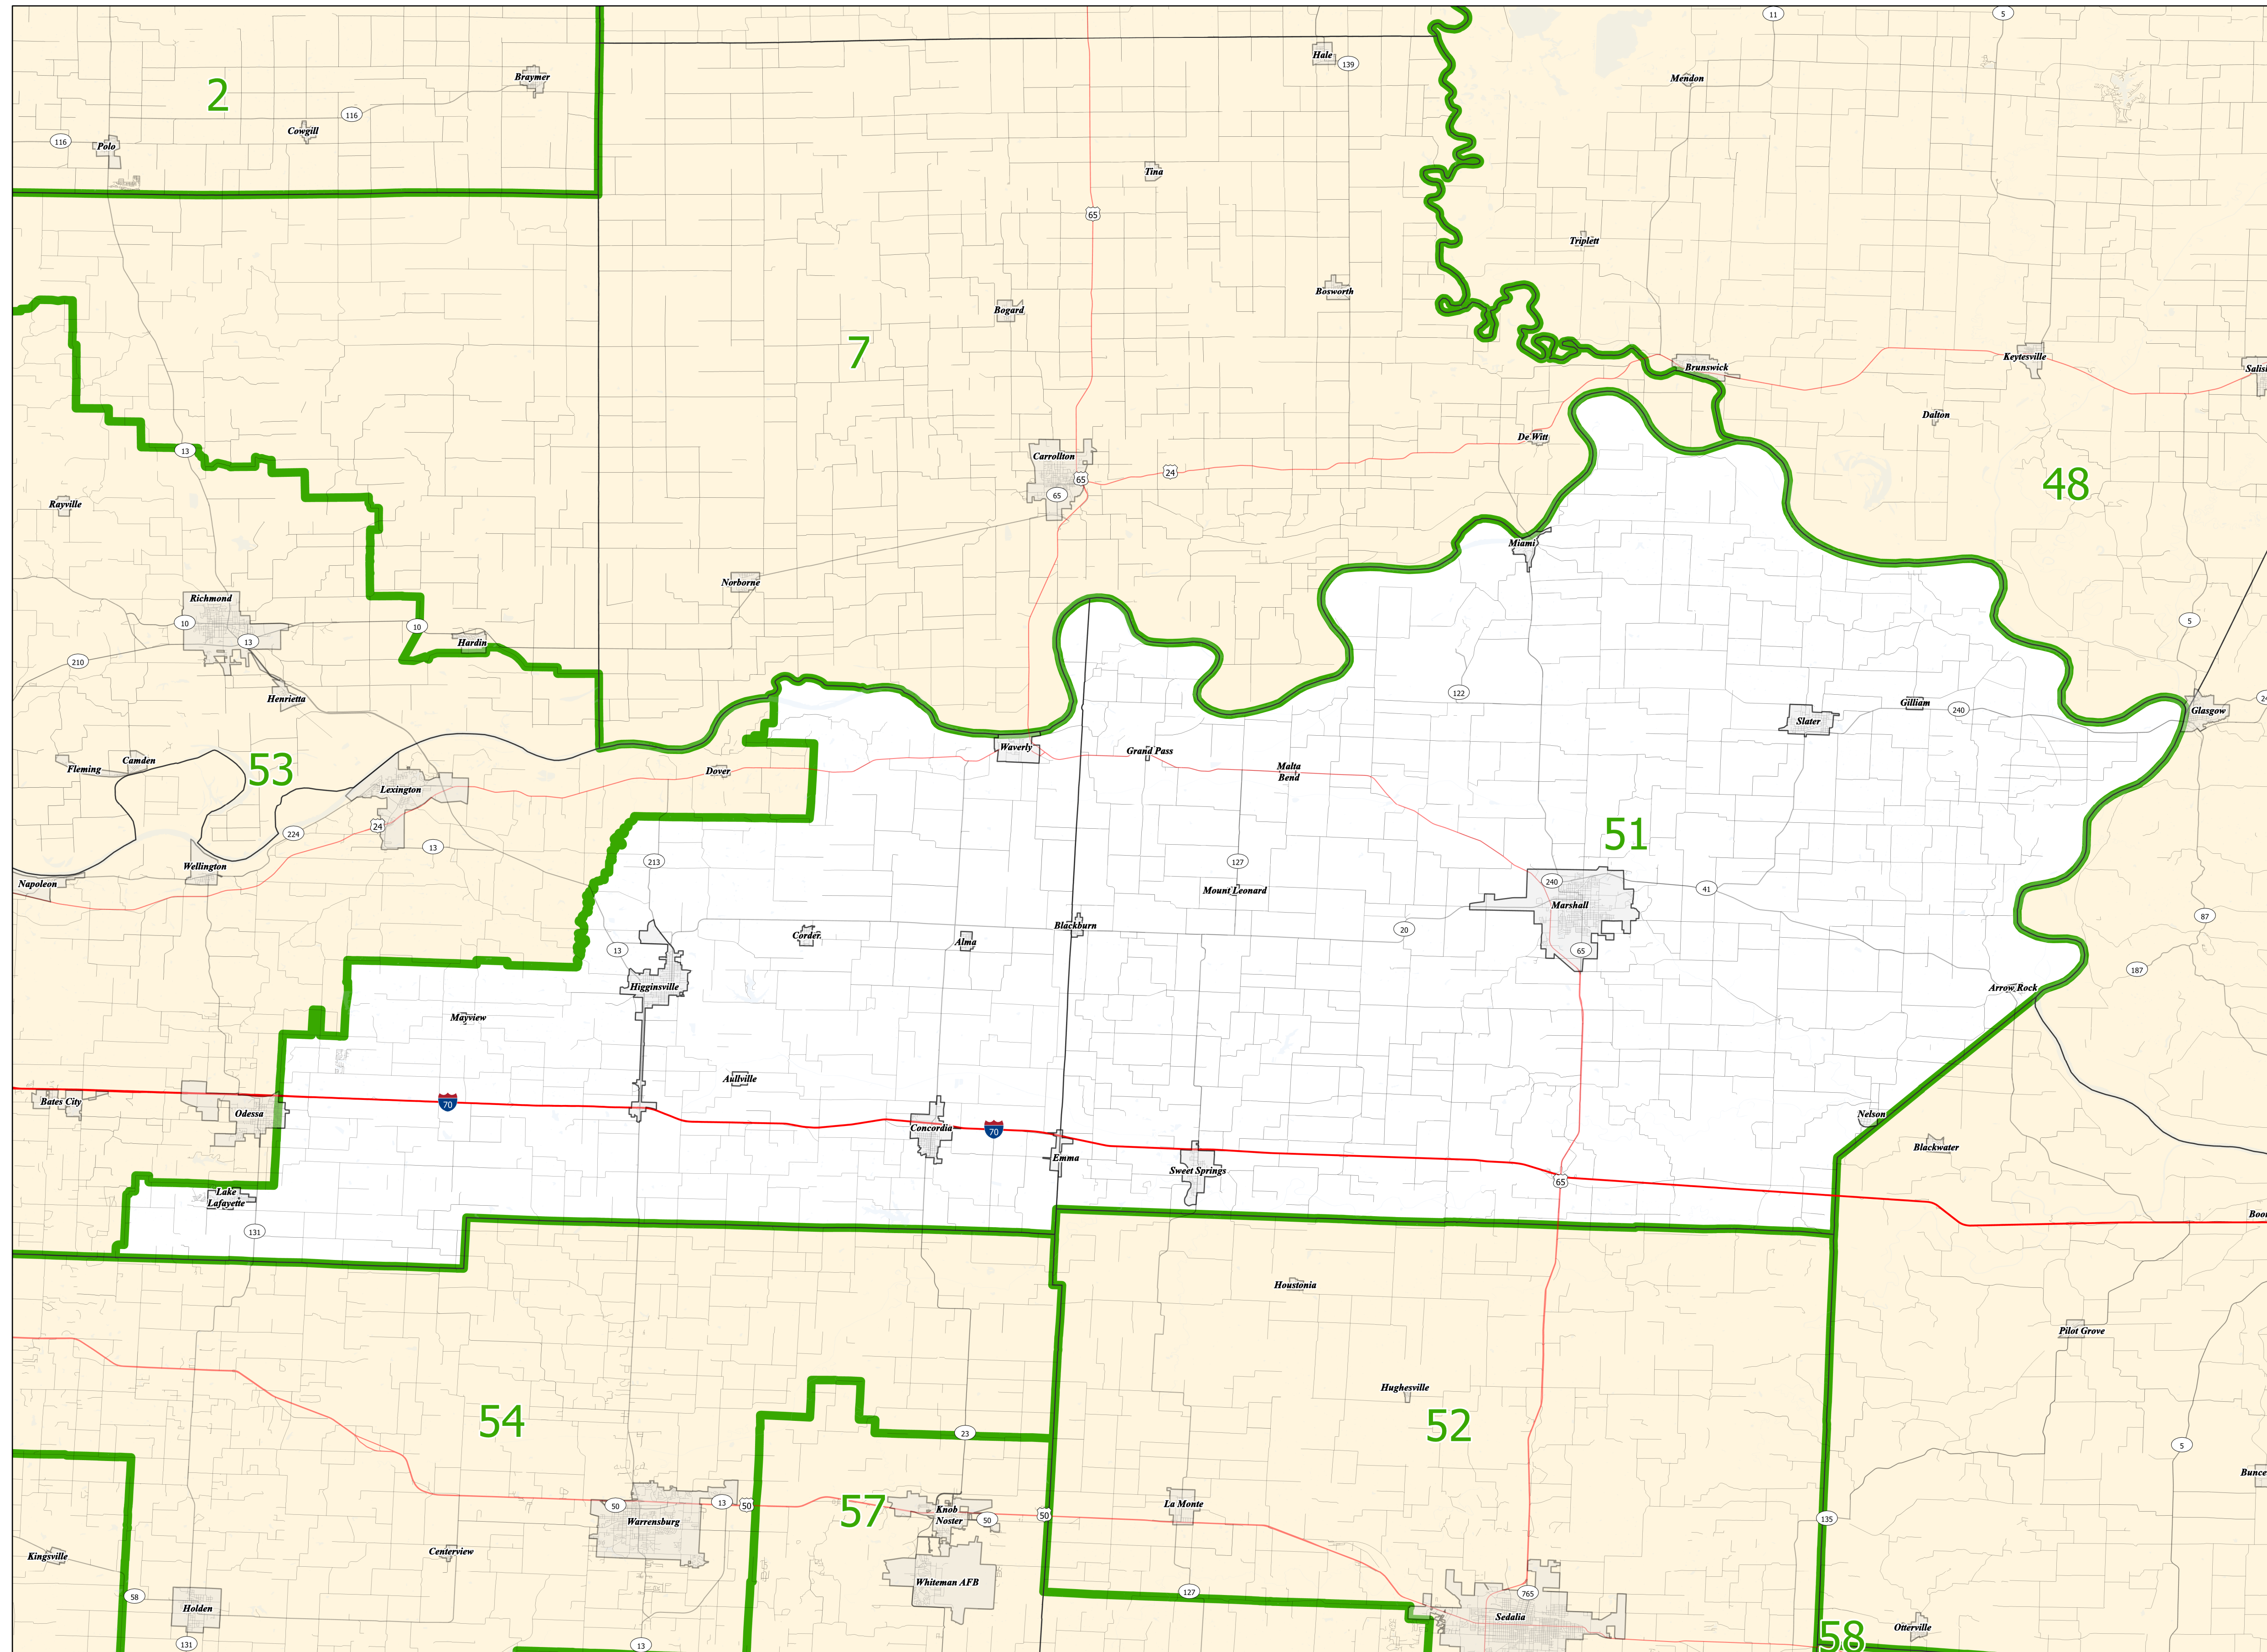 11
5
Hale
139
Braymer
Mendon
2
116
Cowgill
116
Polo
Tina
65
Triplett
Bosworth
Bogard
7
Keytesville
Brunswick
Dalton
De Witt
13
Carrollton
24
65
65
48
Rayville
Miami
Norborne
Richmond
10
10
13
Hardin
5
210
Henrietta
122
Gilliam
240
Glasgow
Slater
Waverly
Grand Pass
Camden
Fleming
53
Dover
Malta
Bend
Lexington
24
224
13
51
213
127
Wellington
Napoleon
240
Mount Leonard
41
Marshall
87
Blackburn
20
Corder
Alma
13
65
187
Higginsville
Arrow Rock
Mayview
Aullville
Bates City
70
Odessa
Nelson
Concordia
70
Blackwater
Emma
Sweet Springs
65
Lake
Lafayette
131
Houstonia
Pilot Grove
Hughesville
54
52
23
5
50
13
50
La Monte
57
Knob
Noster
50
50
Warrensburg
135
Centerview
Kingsville
Whiteman AFB
58
127
765
Holden
Sedalia
Otterville
58
131
13